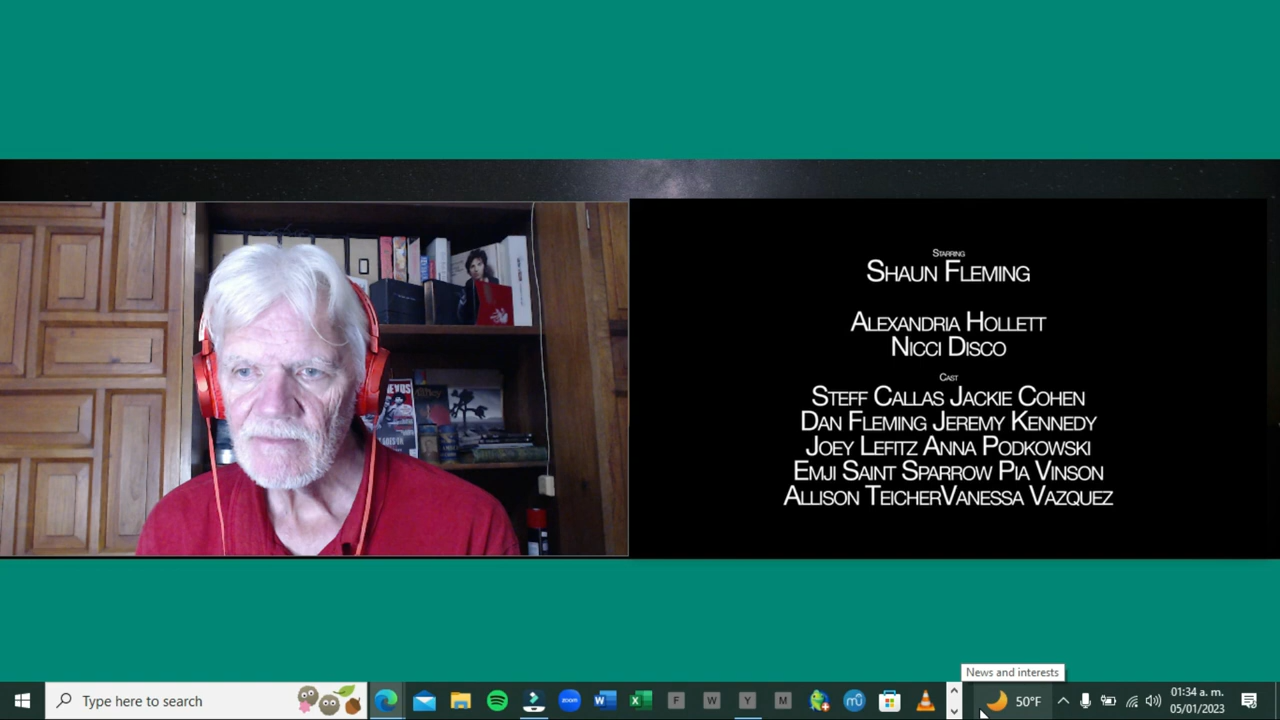 STARRING
SHAUN FLEMING
ALEXANDRIA HOLLETT
NICCI DISCO
CAST
STEFF CALLAS JACKIE COHEN
DAN FLEMING JEREMY KENNEDY
JOEY LEFITZ ANNA PODKOWSKI
EMJI SAINT SPARROW PIA VINSON
ALLISON TEICHERVANESSA VAZQUEZ
News and interests
Type here to search
zoom
F
W
Y
M
50°F
01:34 a. m.
05/01/2023